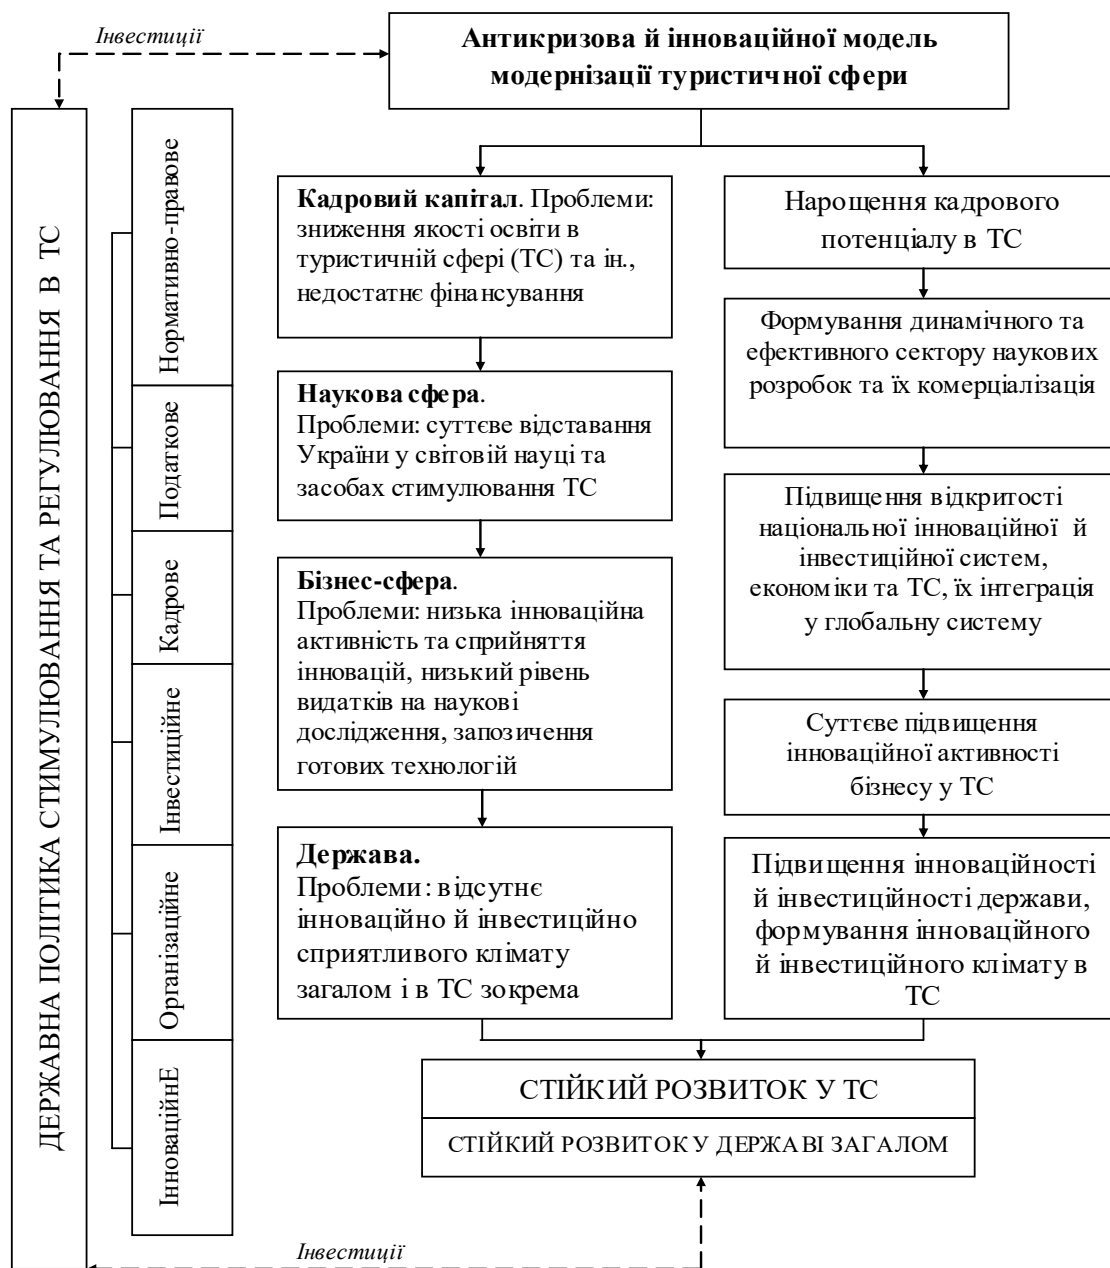 Інвестиції
Антикризова й інноваційної модель
модернізації туристичної сфери
ДЕРЖАВНА ПОЛІТИКА СТИМУЛЮВАННЯ ТА РЕГУЛЮВАННЯ В ТС
Нормативно-правове
Податкове
Кадрове
Інвестиційне
Організаційне
ІнноваційнЕ
Кадровий капітал. Проблеми:
зниження якості освіти в
туристичній сфері (ТС) та ін.,
недостатнє фінансування
Наукова сфера.
Проблеми: суттєве відставання
України у світовій науці та
засобах стимулювання ТС
Бізнес-сфера.
Проблеми: низька інноваційна
активність та сприйняття
інновацій, низький рівень
видатків на наукові
дослідження, запозичення
готових технологій
Держава.
Проблеми: відсутнє
інноваційно й інвестиційно
сприятливого клімату
загалом і в ТС зокрема
Нарощення кадрового
потенціалу в ТС
Формування динамічного та
ефективного сектору наукових
розробок та їх комерціалізація
Підвищення відкритості
національної інноваційної й
інвестиційної систем,
економіки та ТС, їх інтеграція
у глобальну систему
Суттєве підвищення
інноваційної активності
бізнесу у ТС
Підвищення інноваційності
й інвестиційності держави,
формування інноваційного
й інвестиційного клімату в
ТС
СТІЙКИЙ РОЗВИТОК У ТС
СТІЙКИЙ РОЗВИТОК У ДЕРЖАВІ ЗАГАЛОМ
Інвестиції